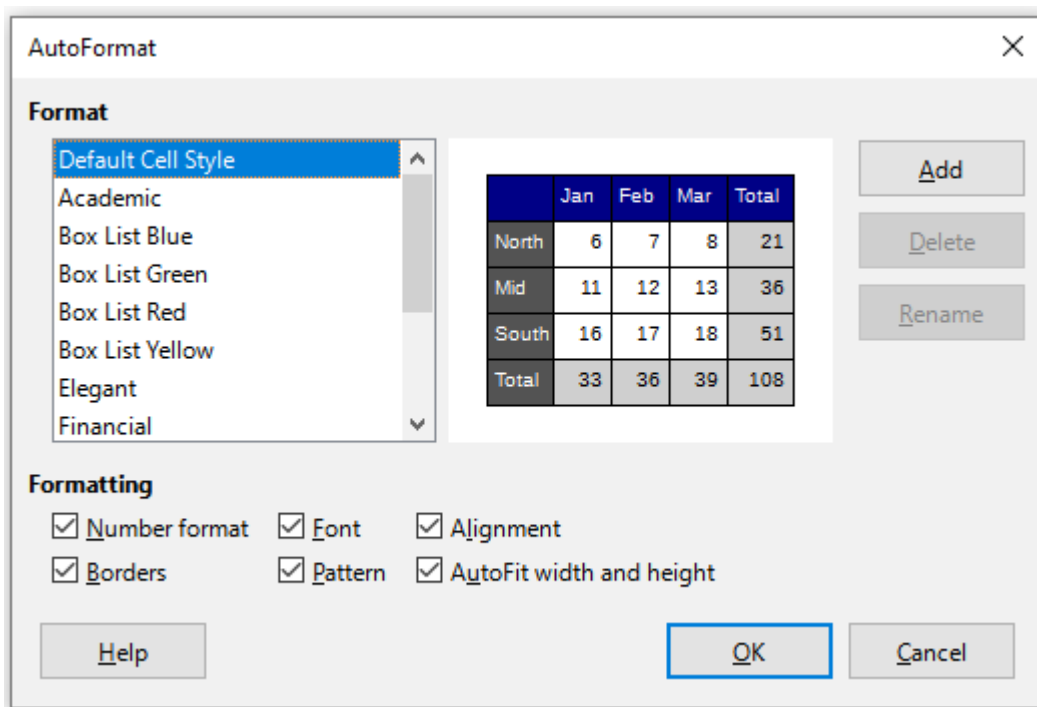 AutoFormat
Format
Default Cell Style
Academic
Box List Blue
Box List Green
Box List Red
Box List Yellow
Elegant
Financial
Jan Feb Mar Total
North 6 7 8 21
Mid 11 12 13 36
South 16 17 18 51
Total 33 36 39 108
Add
Delete
Rename
Formatting
Number format Font Alignment
Borders Pattern AutoFit width and height
Help OK Cancel